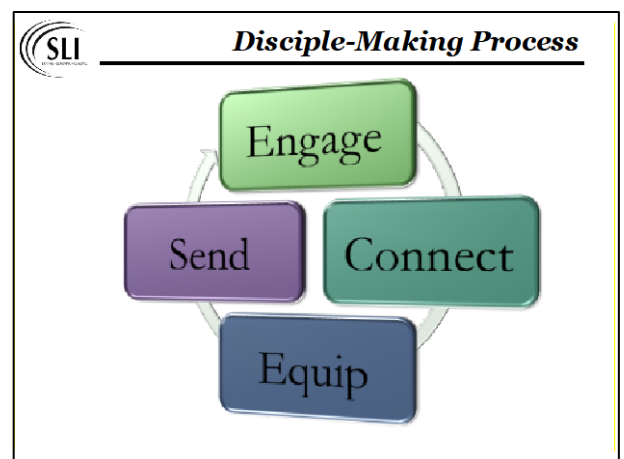 SLI
Disciple-Making Process
Engage
Connect
Equip
Send